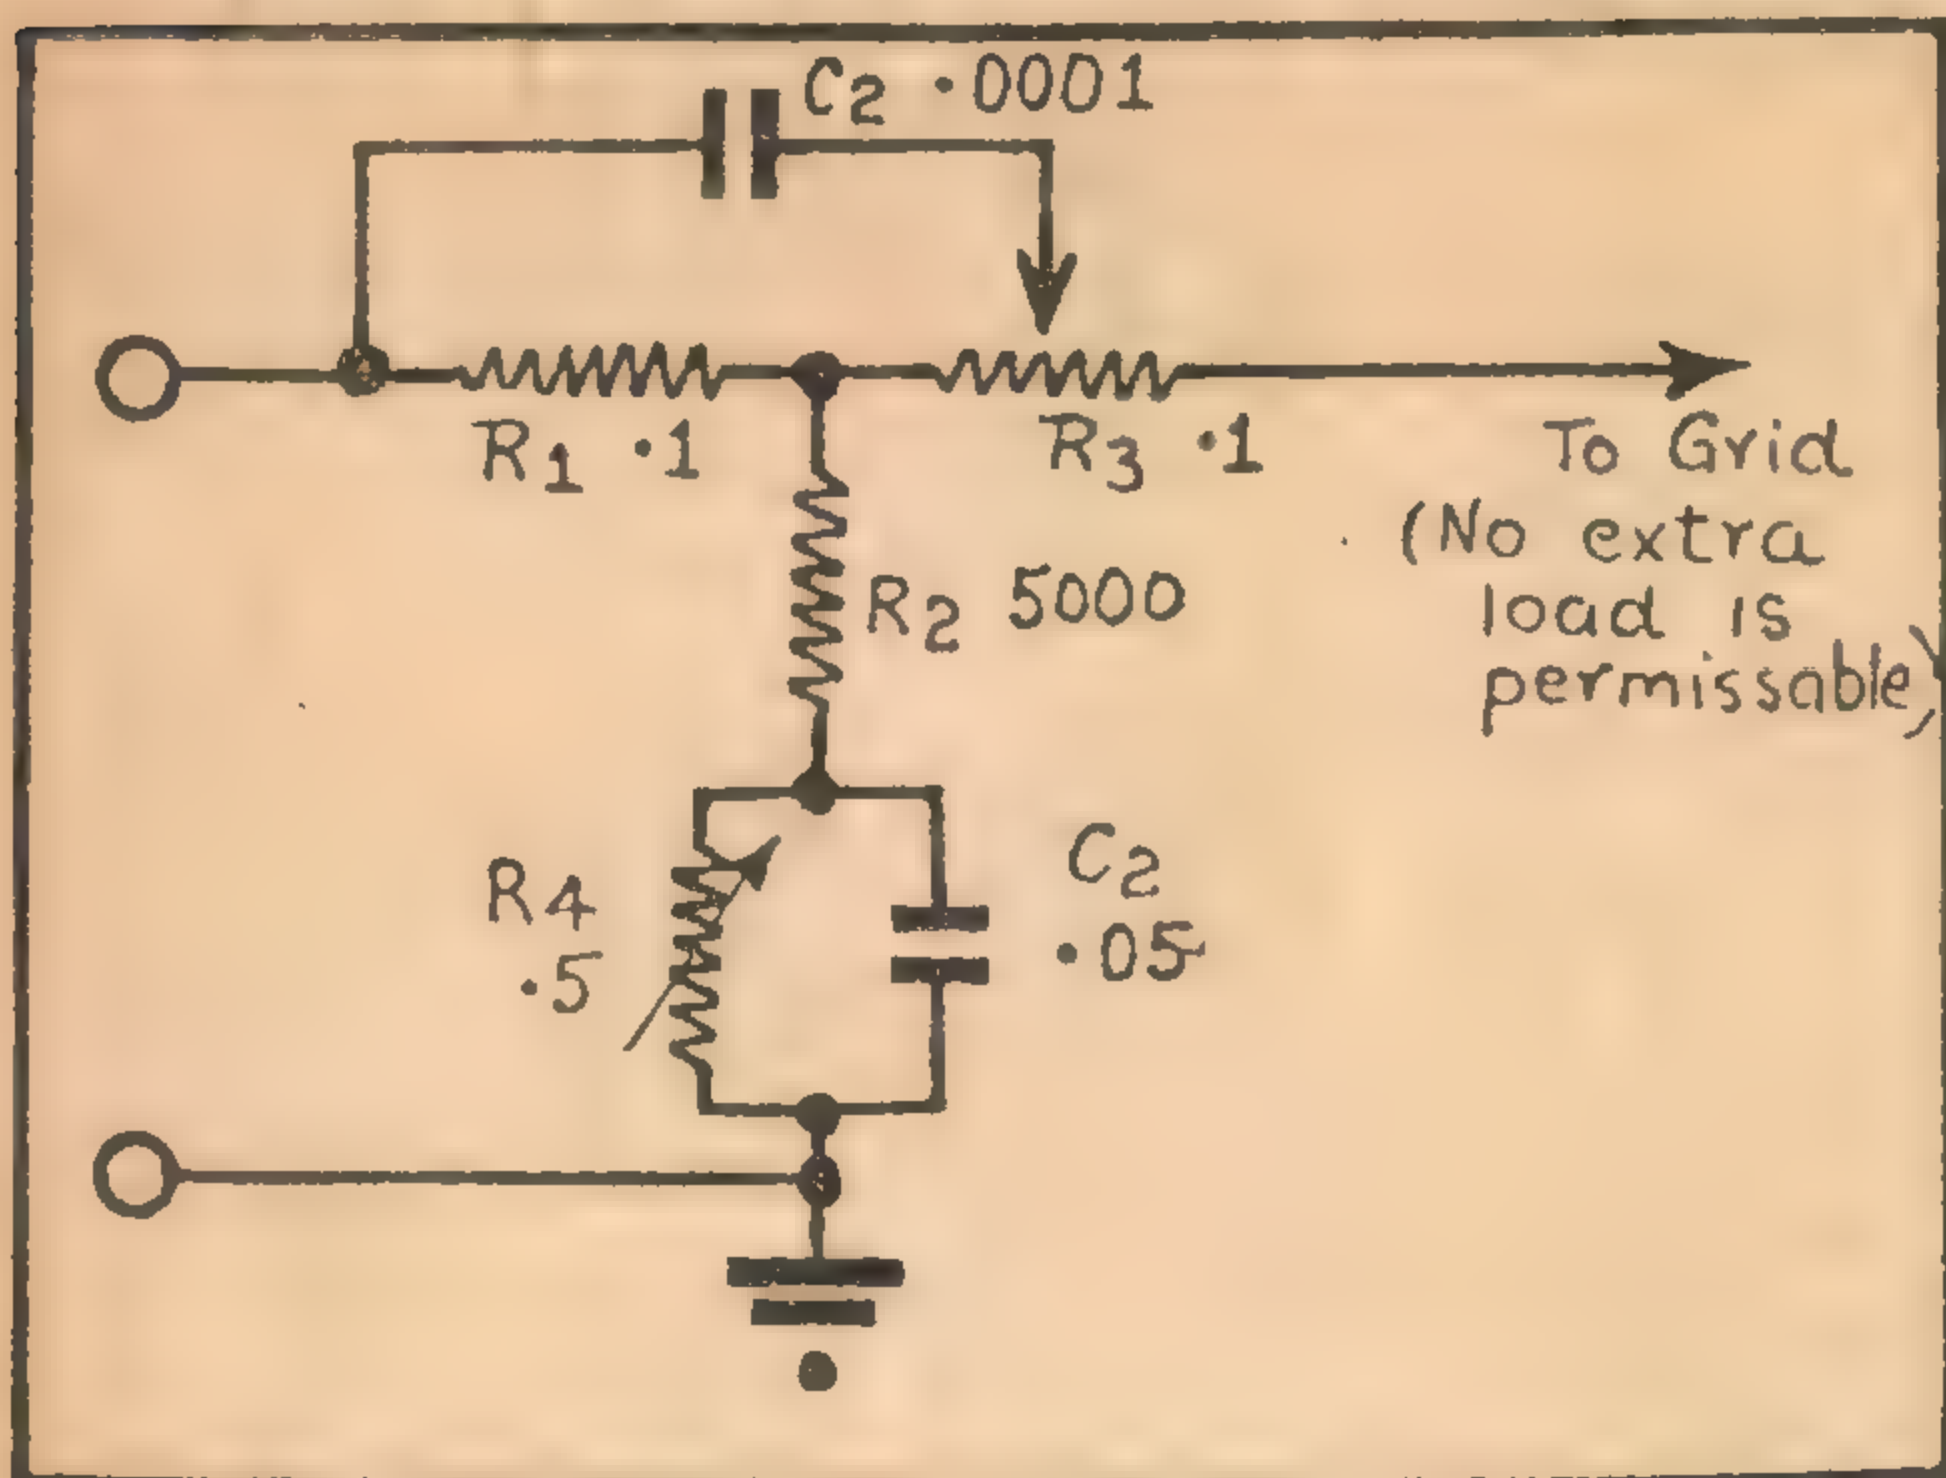 C2 .0001
R1 .1
R3 .1
To Grid
(No extra
load is
permissable)
R2 5000
R4
.5
C2
.05